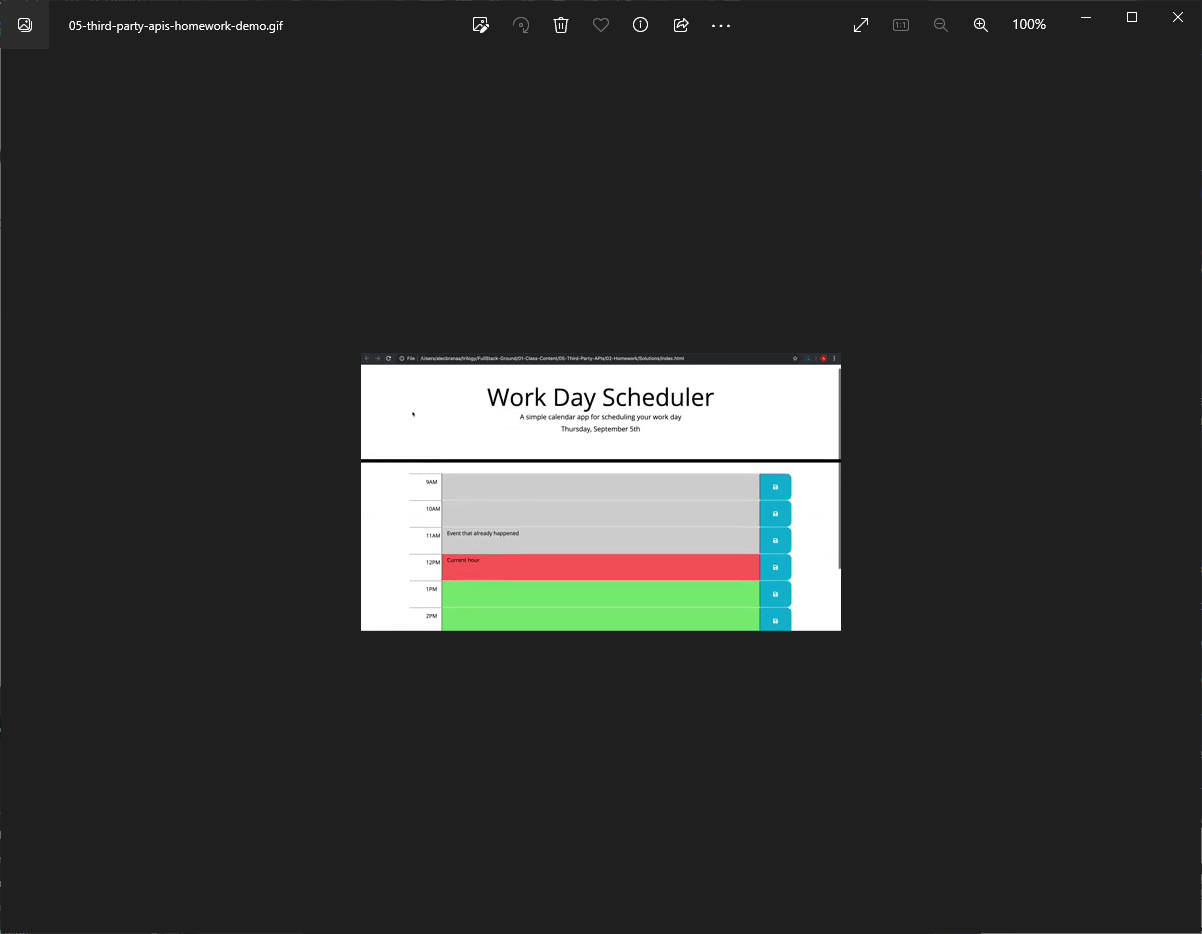 05-third-party-apis-homework-demo.gif
1:1
100%
File | /Users/alecbranaa/trilogy/FullStack-Ground/01-Class-Content/05-Third-Party-APIs/02-Homework/Solutions/index.html
Work Day Scheduler
A simple calendar app for scheduling your work day
Thursday, September 5th
9AM
10AM
11AM Event that already happened
12PM Current hour
1PM
2PM